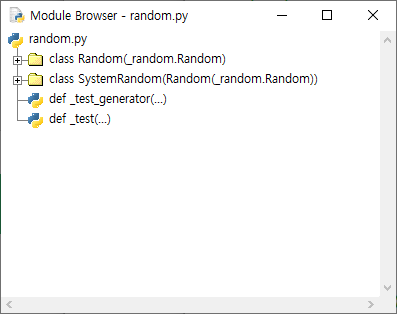 Module Browser - random.py
random.py
class Random(_random.Random)
class SystemRandom(Random(_random.Random))
def _test_generator(...)
def _test(...)